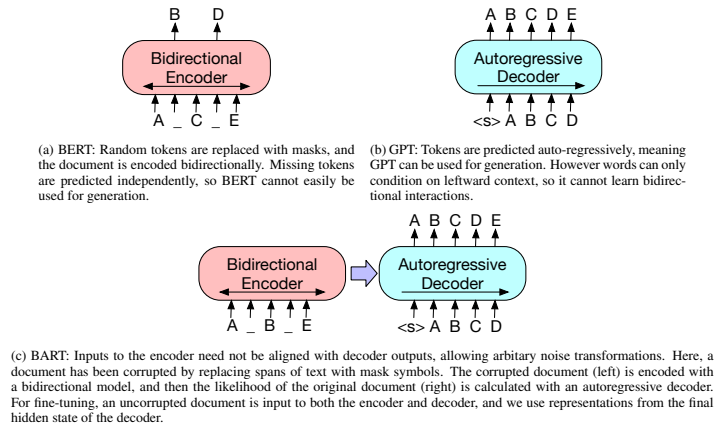 B D
Bidirectional
Encoder
A _ C _ E
(a) BERT: Random tokens are replaced with masks, and
the document is encoded bidirectionally. Missing tokens
are predicted independently, so BERT cannot easily be
used for generation.
A B C D E
Autoregressive
Decoder
<s> A B C D
(b) GPT: Tokens are predicted auto-regressively, meaning
GPT can be used for generation. However words can only
condition on leftward context, so it cannot learn bidirec-
tional interactions.
Bidirectional
Encoder
A _ B _ E
A B C D E
Autoregressive
Decoder
<s> A B C D
(c) BART: Inputs to the encoder need not be aligned with decoder outputs, allowing arbitary noise transformations. Here, a
document has been corrupted by replacing spans of text with mask symbols. The corrupted document (left) is encoded with
a bidirectional model, and then the likelihood of the original document (right) is calculated with an autoregressive decoder.
For fine-tuning, an uncorrupted document is input to both the encoder and decoder, and we use representations from the final
hidden state of the decoder.